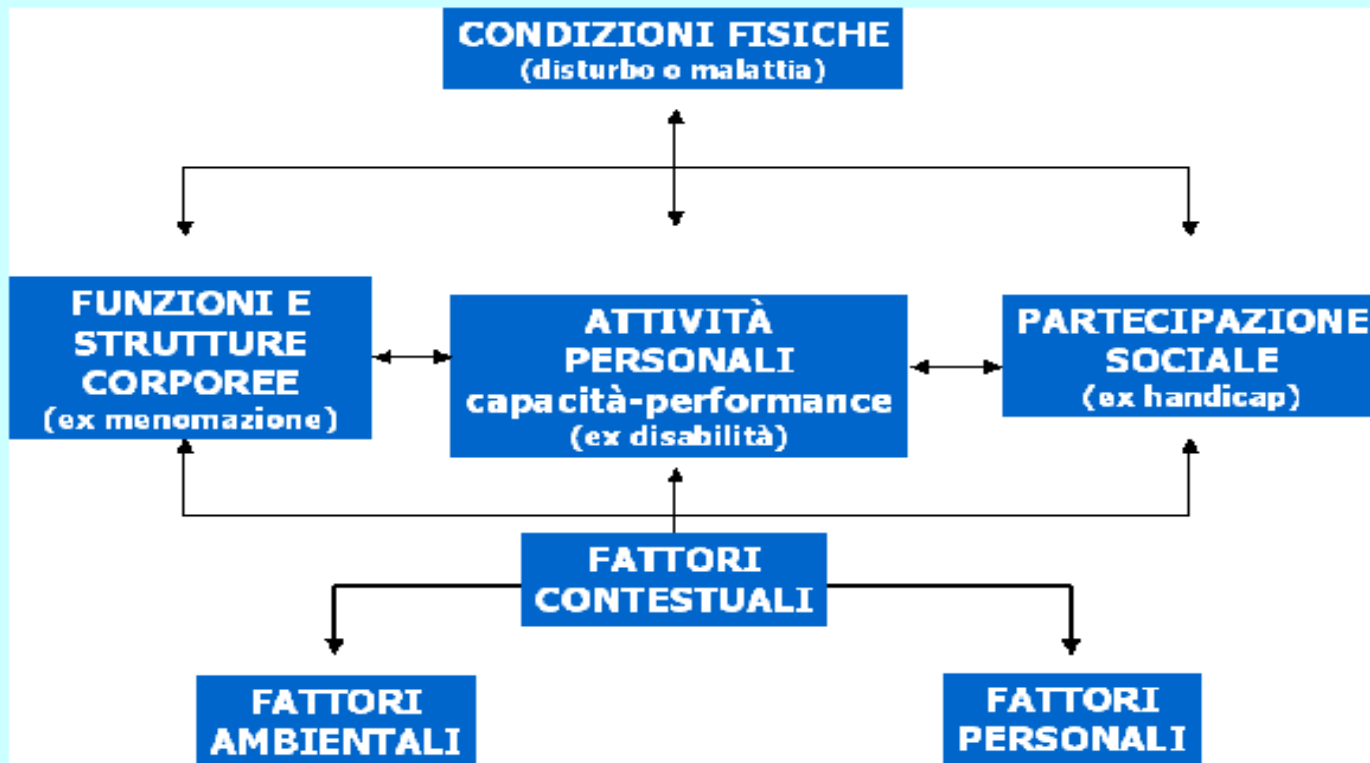 CONDIZIONI FISICHE
(disturbo o malattia)
FUNZIONI E
STRUTTURE
CORPOREE
(ex menomazione)
ATTIVITÀ
PERSONALI
capacità-performance
(ex disabilità)
PARTECIPAZIONE
SOCIALE
(ex handicap)
FATTORI
CONTESTUALI
FATTORI
AMBIENTALI
FATTORI
PERSONALI